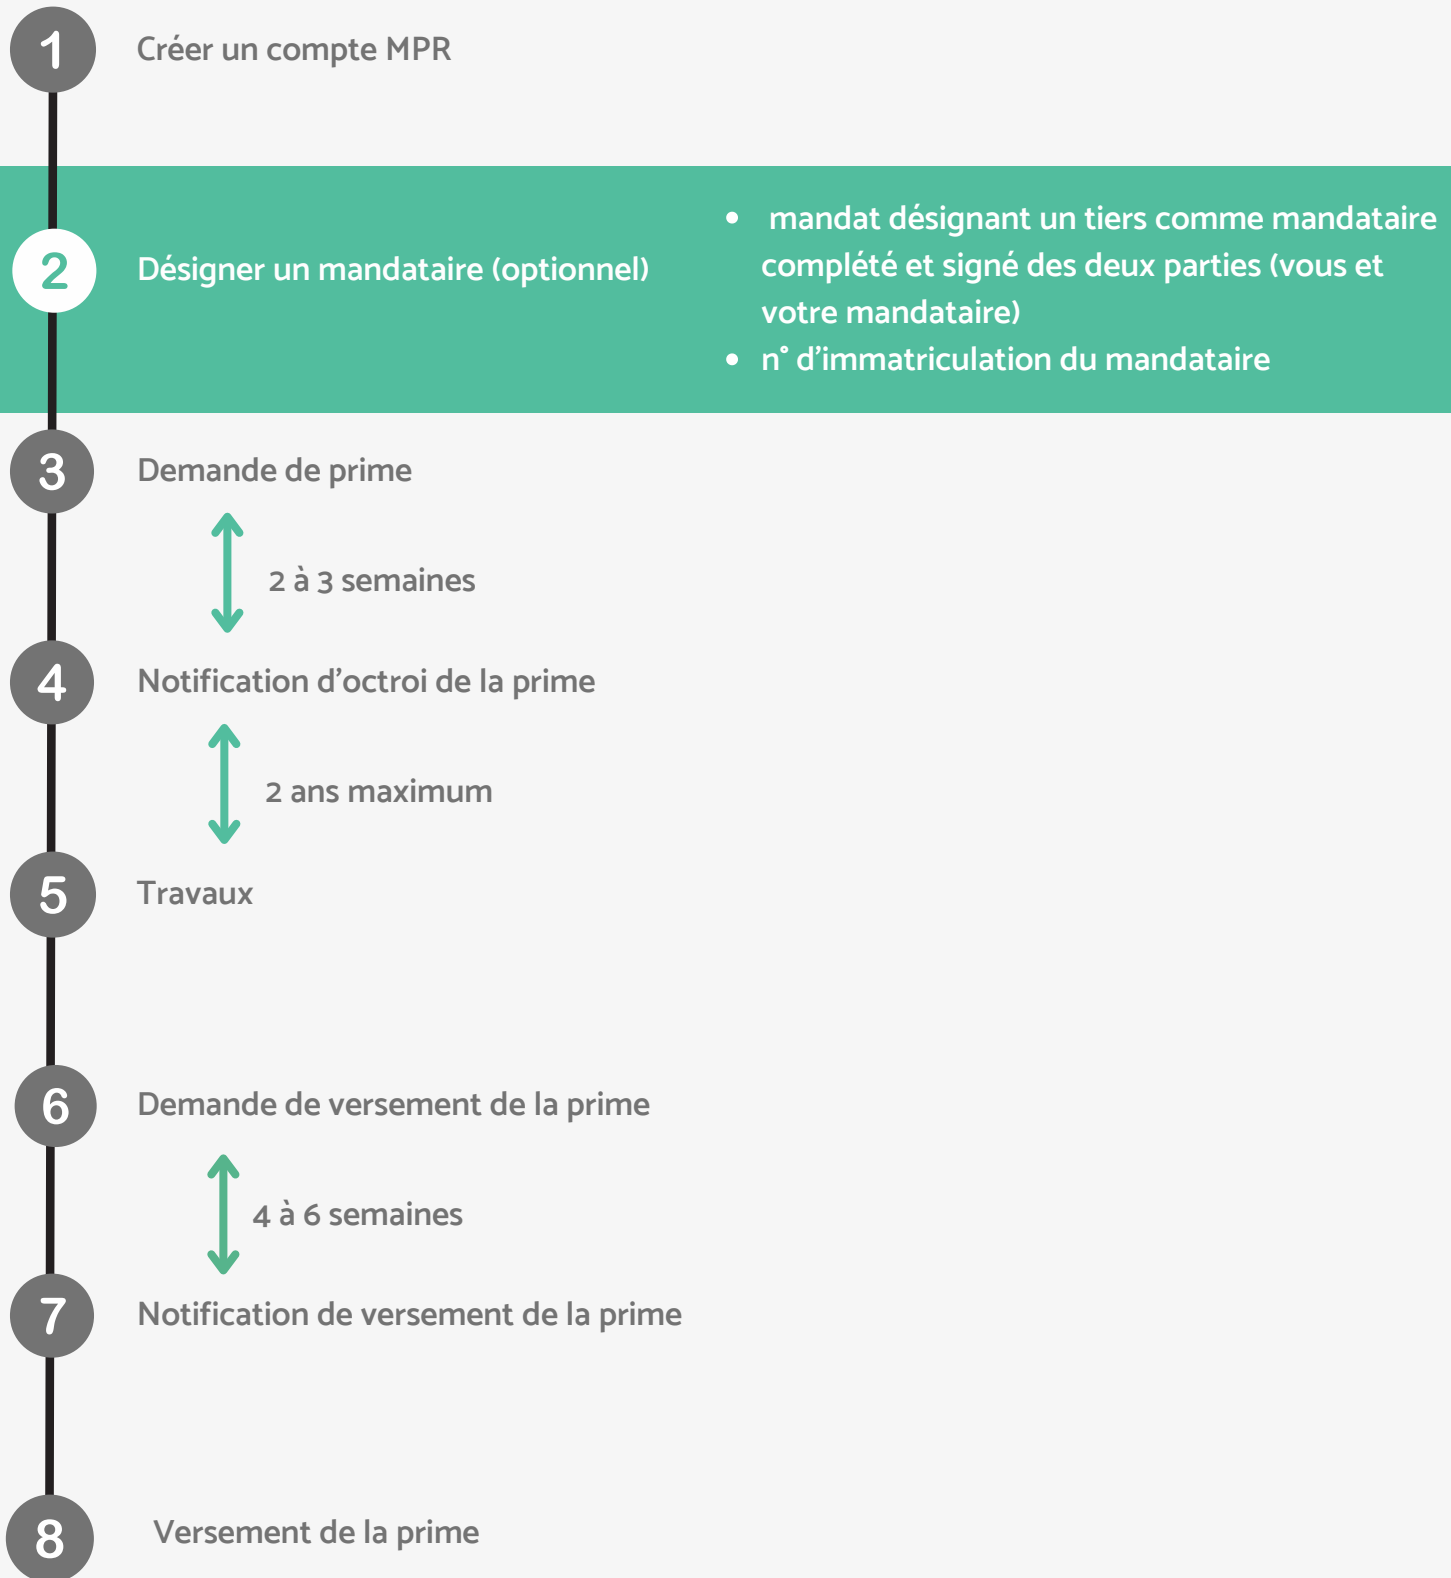 1 Créer un compte MPR
2 Désigner un mandataire (optionnel)
• mandat désignant un tiers comme mandataire
complété et signé des deux parties (vous et
votre mandataire)
• n° d'immatriculation du mandataire
3 Demande de prime
2 à 3 semaines
4 Notification d'octroi de la prime
2 ans maximum
5 Travaux
6 Demande de versement de la prime
4 à 6 semaines
7 Notification de versement de la prime
8 Versement de la prime